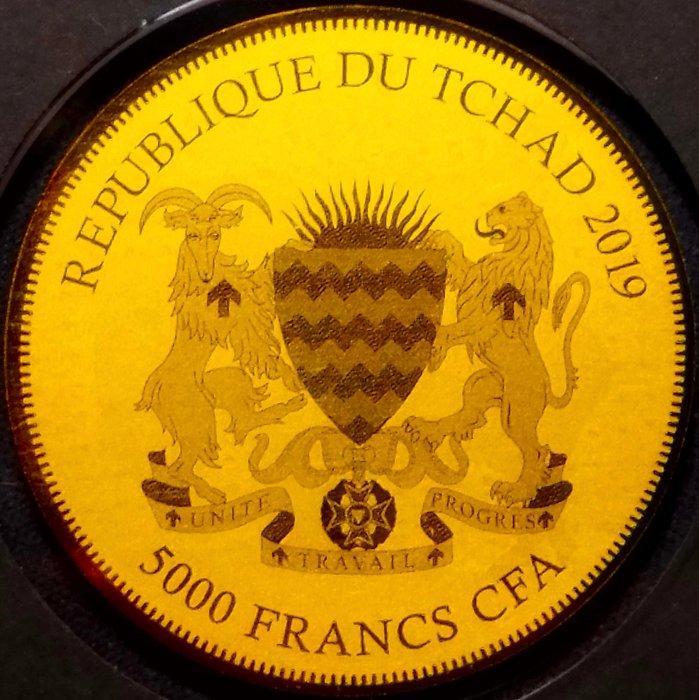 REPUBLIQUE DU TCHAD 2019
UNITE
TRAVAIL
PROGRES
5000 FRANCS CFA